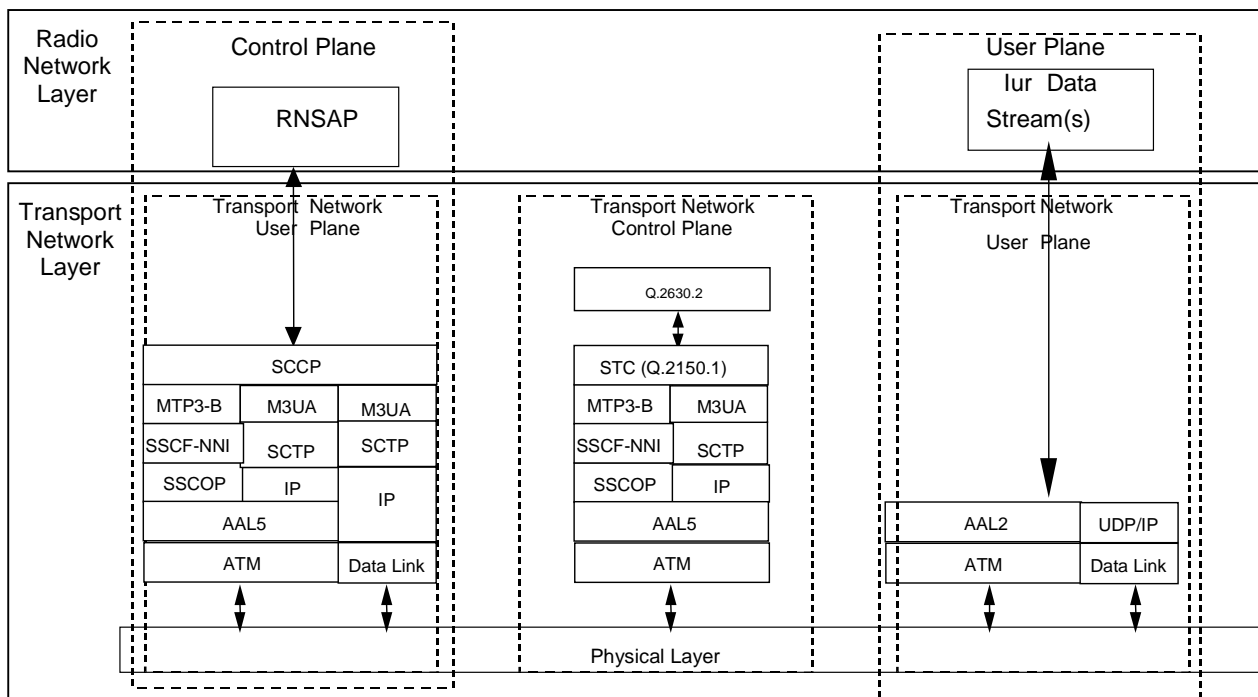 Radio
Network
Layer
Control Plane
RNSAP
User Plane
Iur Data
Stream(s)
Transport
Network
Layer
Transport Network
User Plane
SCCP
MTP3-B
M3UA
M3UA
SSCF-NNI
SCTP
SCTP
SSCOP
IP
IP
AAL5
ATM
Data Link
Transport Network
Control Plane
Q.2630.2
STC (Q.2150.1)
MTP3-B
M3UA
SSCF-NNI
SCTP
SSCOP
IP
AAL5
ATM
Transport Network
User Plane
AAL2
UDP/IP
ATM
Data Link
Physical Layer